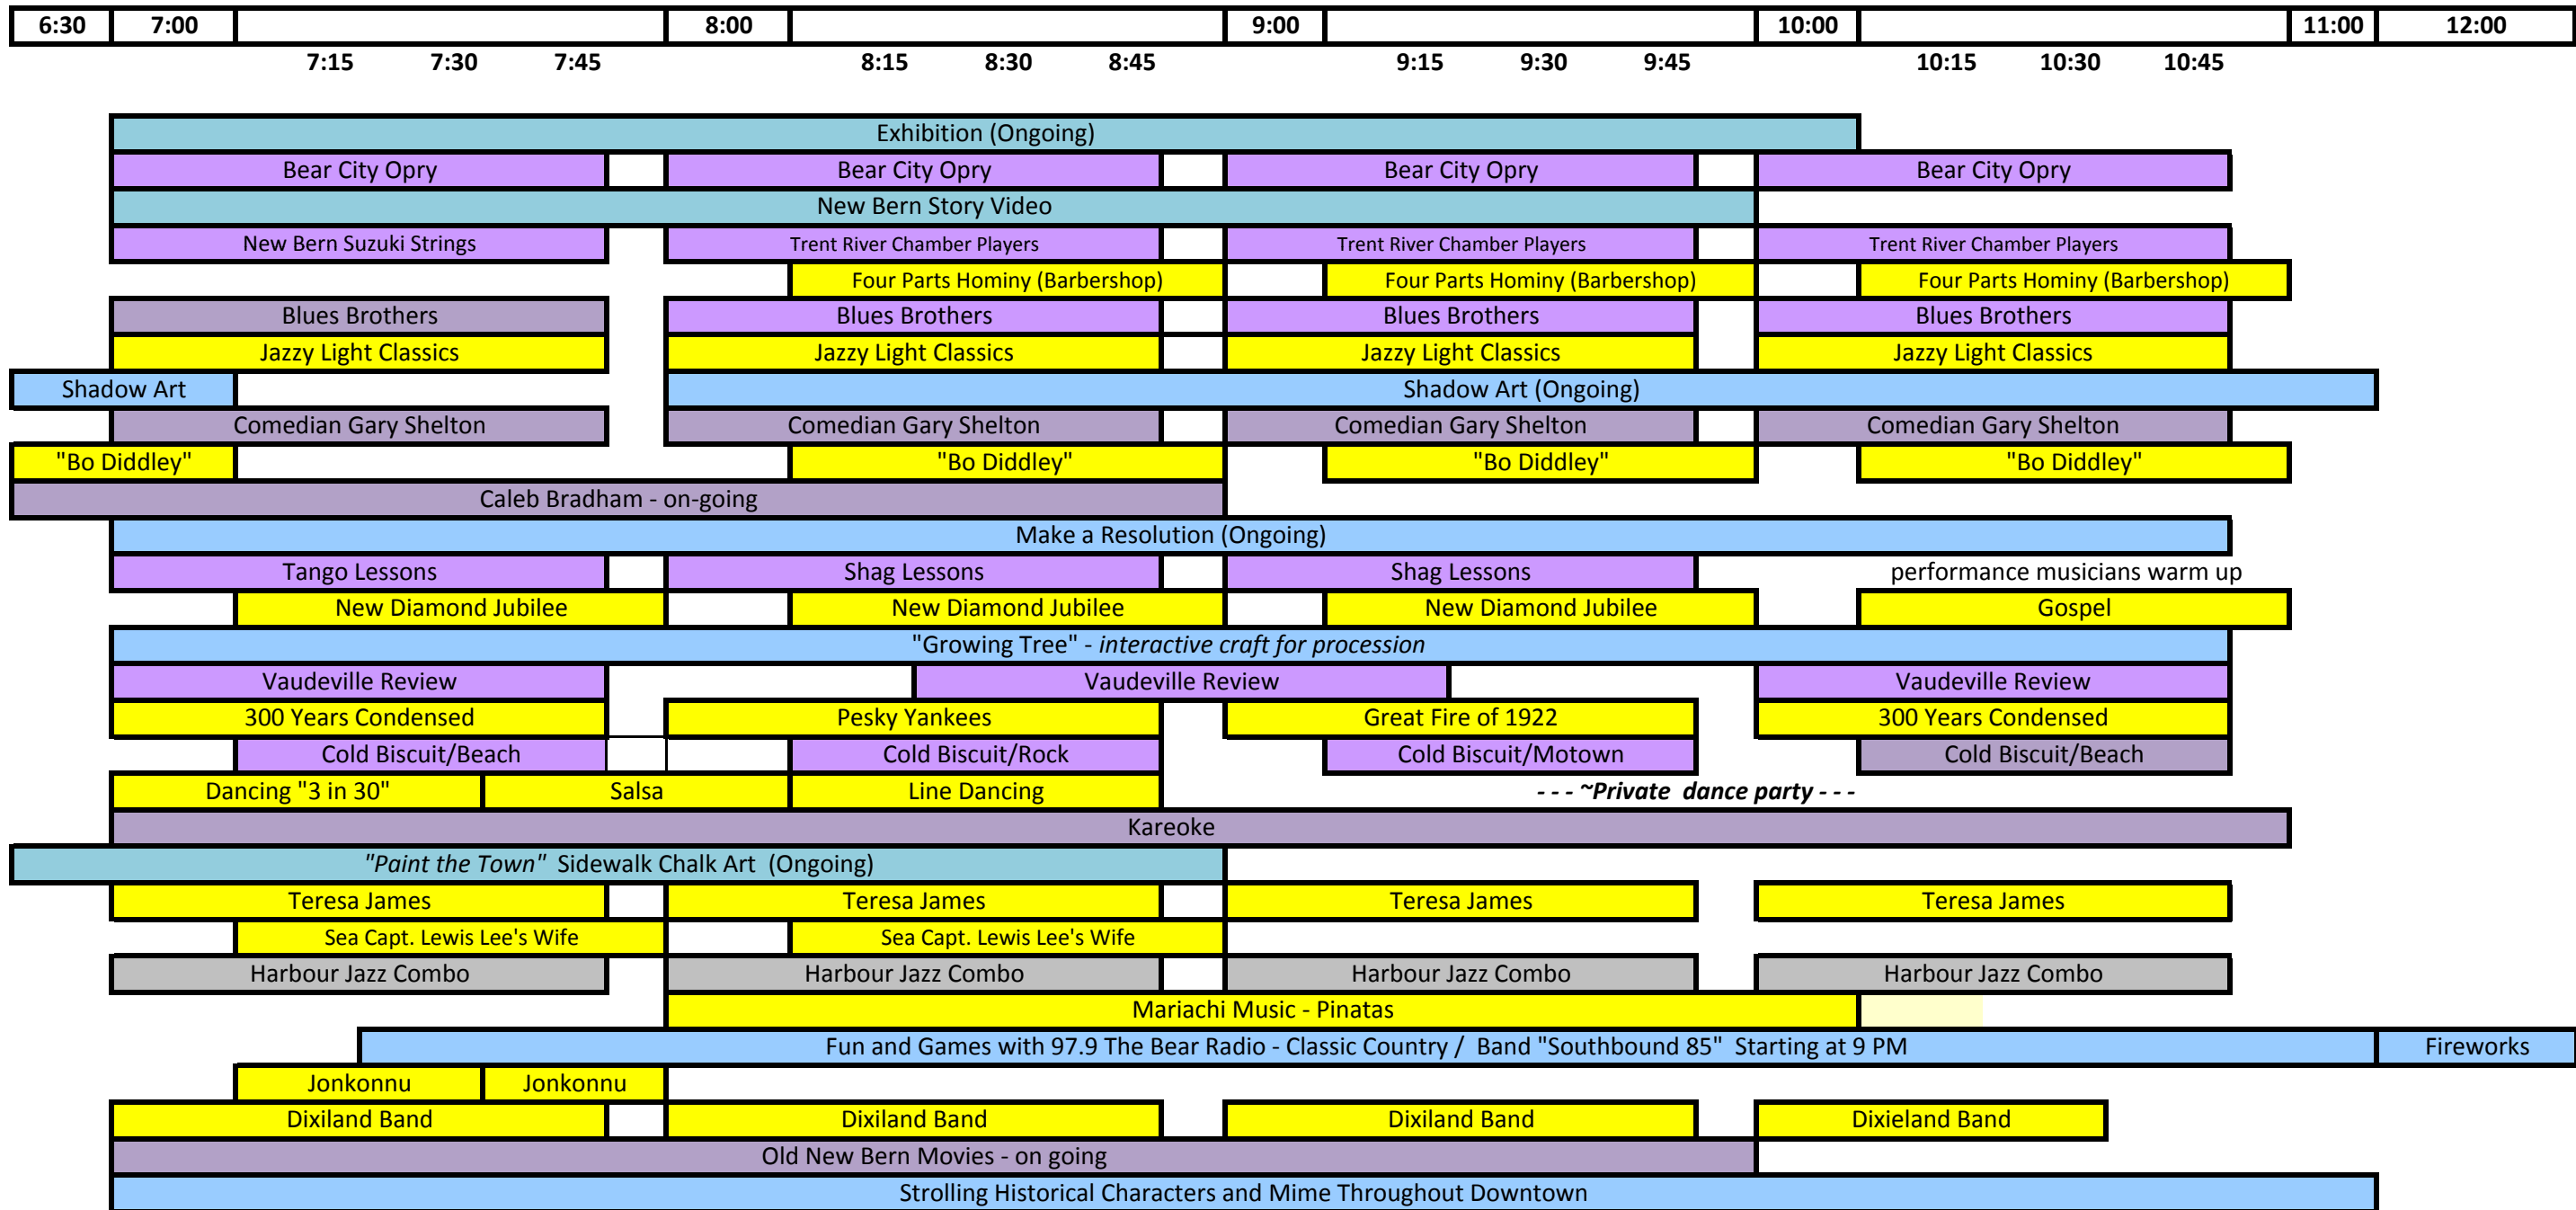 6:30 7:00 8:00 9:00 10:00 11:00 12:00
7:15 7:30 7:45 8:15 8:30 8:45 9:15 9:30 9:45 10:15 10:30 10:45
Exhibition (Ongoing)
Bear City Opry Bear City Opry Bear City Opry Bear City Opry
New Bern Story Video
New Bern Suzuki Strings Trent River Chamber Players Trent River Chamber Players Trent River Chamber Players
Four Parts Hominy (Barbershop) Four Parts Hominy (Barbershop) Four Parts Hominy (Barbershop)
Blues Brothers Blues Brothers Blues Brothers Blues Brothers
Jazzy Light Classics Jazzy Light Classics Jazzy Light Classics Jazzy Light Classics
Shadow Art Shadow Art (Ongoing)
Comedian Gary Shelton Comedian Gary Shelton Comedian Gary Shelton Comedian Gary Shelton
"Bo Diddley" "Bo Diddley" "Bo Diddley" "Bo Diddley"
Caleb Bradham - on-going
Make a Resolution (Ongoing)
Tango Lessons Shag Lessons Shag Lessons performance musicians warm up
New Diamond Jubilee New Diamond Jubilee New Diamond Jubilee Gospel
"Growing Tree" - interactive craft for procession
Vaudeville Review Vaudeville Review Vaudeville Review
300 Years Condensed Pesky Yankees Great Fire of 1922 300 Years Condensed
Cold Biscuit/Beach Cold Biscuit/Rock Cold Biscuit/Motown Cold Biscuit/Beach
Dancing "3 in 30" Salsa Line Dancing - - - ~Private dance party - - -
Kareoke
"Paint the Town" Sidewalk Chalk Art (Ongoing)
Teresa James Teresa James Teresa James Teresa James
Sea Capt. Lewis Lee's Wife Sea Capt. Lewis Lee's Wife
Harbour Jazz Combo Harbour Jazz Combo Harbour Jazz Combo Harbour Jazz Combo
Mariachi Music - Pinatas
Fun and Games with 97.9 The Bear Radio - Classic Country / Band "Southbound 85" Starting at 9 PM Fireworks
Jonkonnu Jonkonnu
Dixiland Band Dixiland Band Dixiland Band Dixieland Band
Old New Bern Movies - on going
Strolling Historical Characters and Mime Throughout Downtown